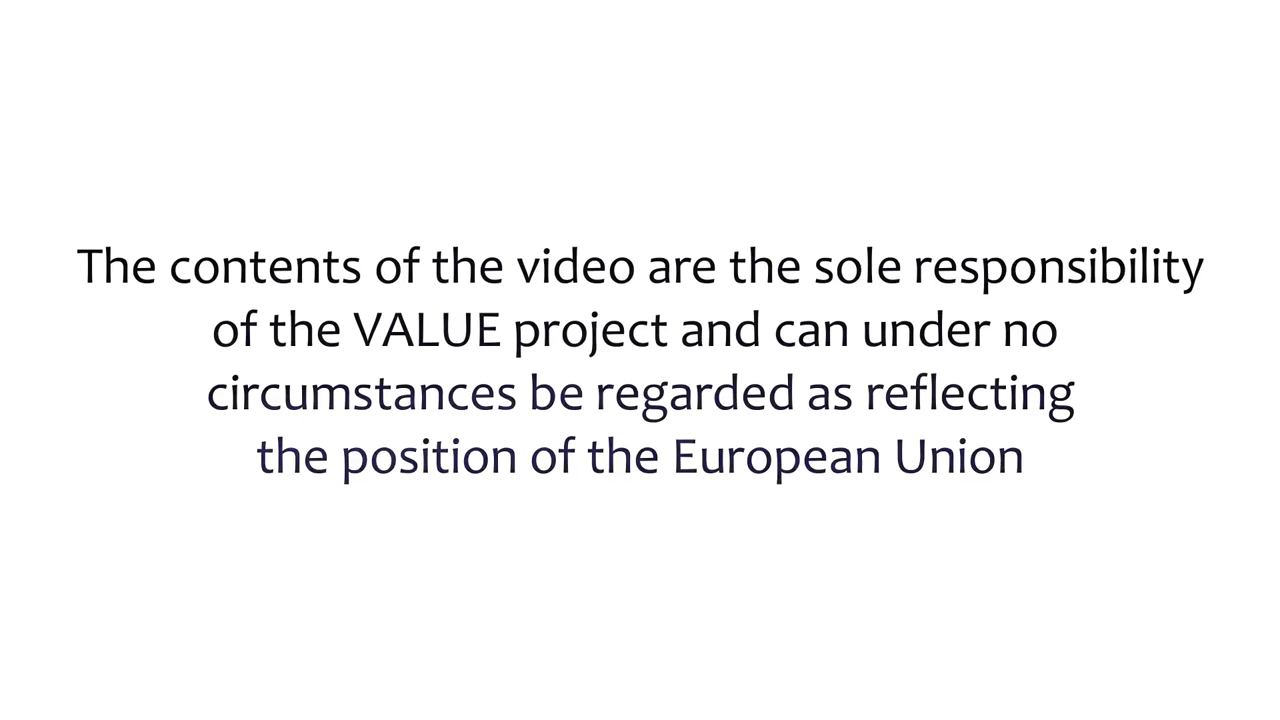 The contents of the video are the sole responsibility
of the VALUE project and can under no
circumstances be regarded as reflecting
the position of the European Union